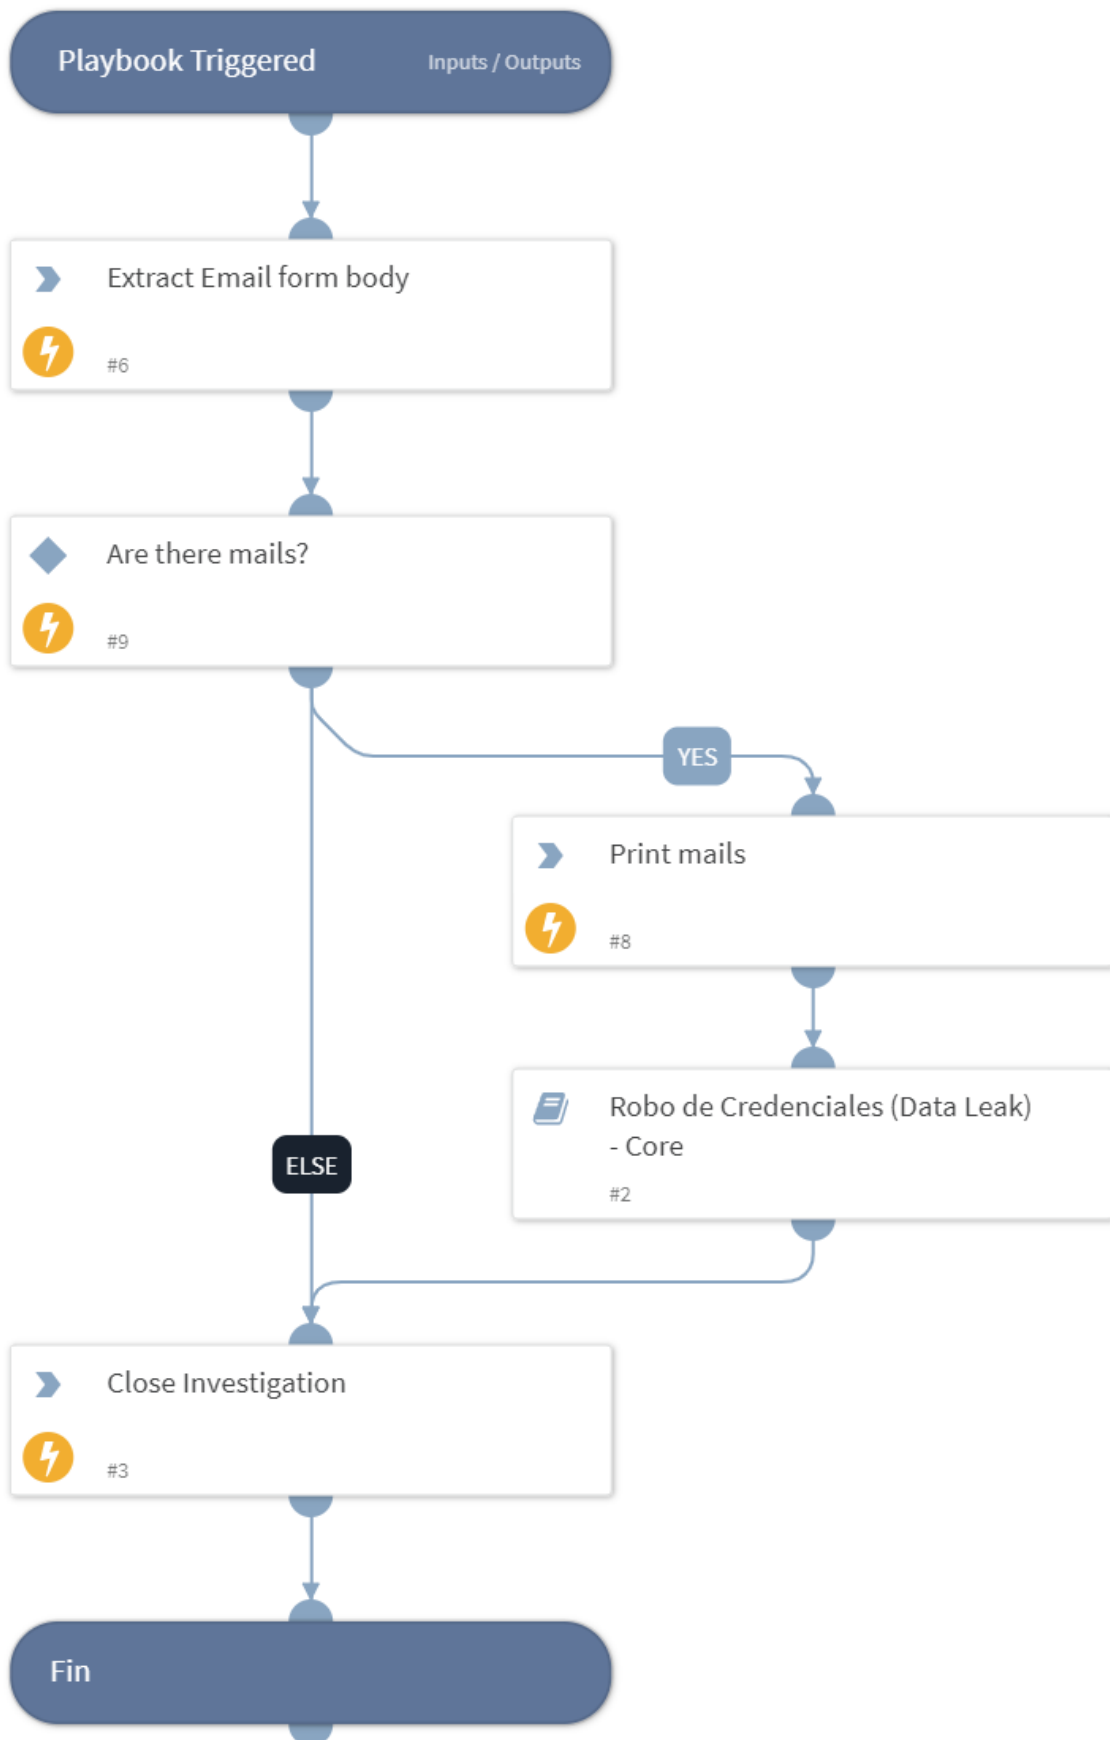 Playbook Triggered Inputs / Outputs
Extract Email form body
#6
Are there mails?
#9
YES
Print mails
#8
Robo de Credenciales (Data Leak)
- Core
#2
ELSE
Close Investigation
#3
Fin